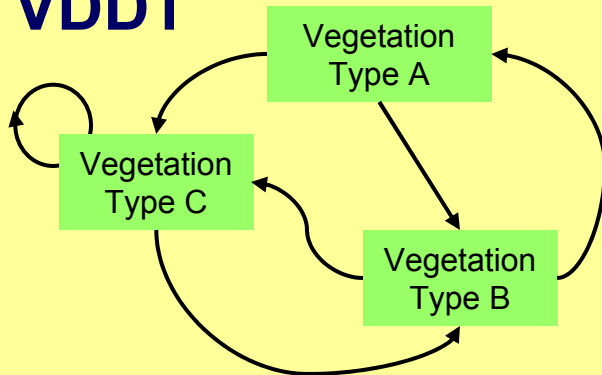 VDDT
Vegetation
Type A
Vegetation
Type C
Vegetation
Type B